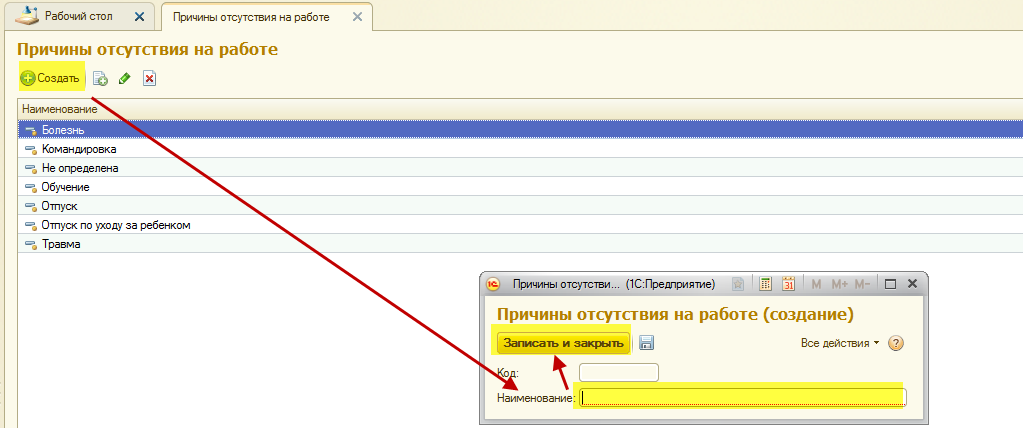 Рабочий стол
Причины отсутствия на работе
Причины отсутствия на работе
Создать
Наименование
Болезнь
Командировка
Не определена
Обучение
Отпуск
Отпуск по уходу за ребенком
Травма
1С Причины отсутстви... (1С:Предприятие) 31 M M+ M-
Причины отсутствия на работе (создание)
Записать и закрыть Все действия ?
Код:
Наименование: